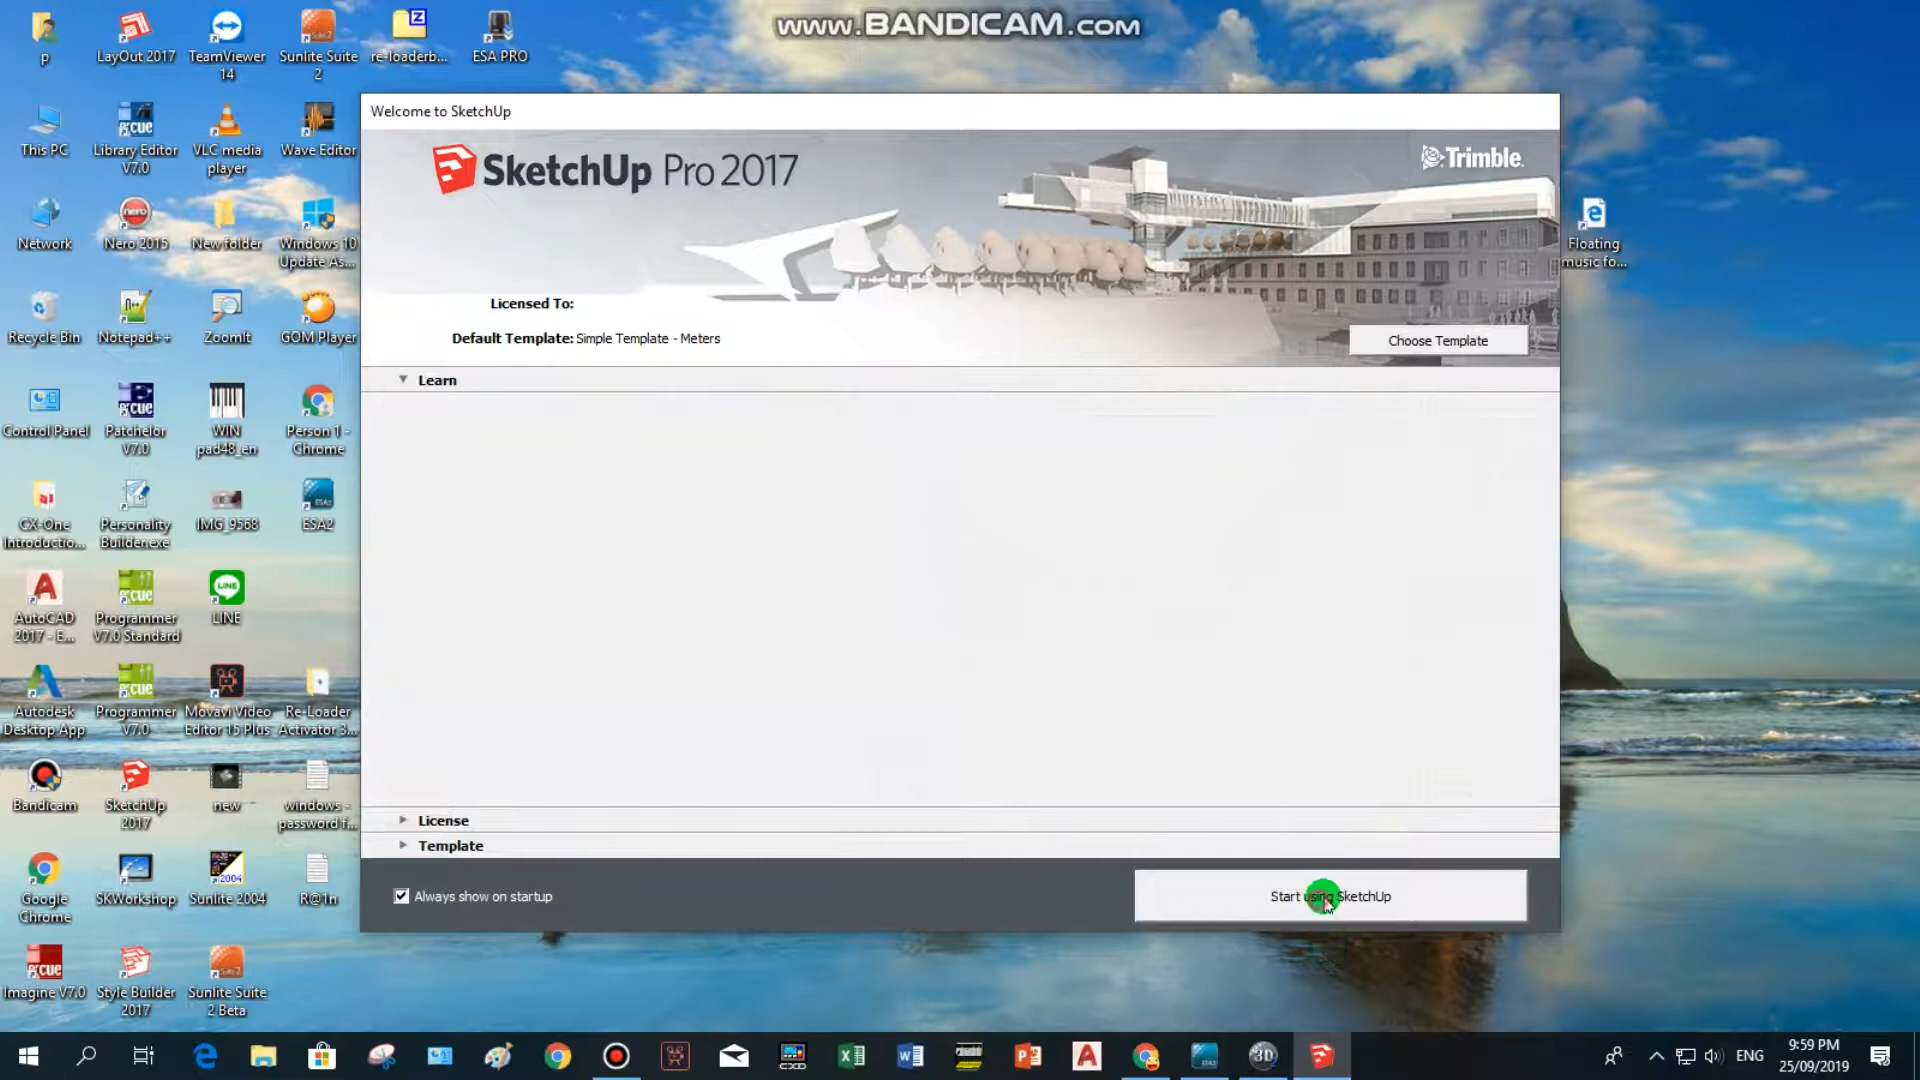 www.BANDICAM.com
p
LayOut 2017
TeamViewer
14
Sunlite Suite
2
re-loaderb...
ESA PRO
This PC
Library Editor
V7.0
VLC media
player
Wave Editor
Network
Nero 2015
New folder
Windows 10
Update As...
Recycle Bin
Notepad++
ZoomIt
GOM Player
Control Panel
Patchelor
V7.0
WIN
pad48_en
Person 1 -
Chrome
CX-One
Introductio...
Personality
Builder.exe
IMG_9568
ESA2
AutoCAD
2017 - E...
Programmer
V7.0 Standard
LINE
Autodesk
Desktop App
Programmer
V7.0
Movavi Video
Editor 15 Plus
Re-Loader
Activator 3...
Bandicam
SketchUp
2017
new
windows -
password f...
Google
Chrome
SKWorkshop
Sunlite 2004
R@1n
Imagine V7.0
Style Builder
2017
Sunlite Suite
2 Beta
Floating
music fo...
Welcome to SketchUp
SketchUp Pro 2017
Trimble.
Licensed To:
Default Template: Simple Template - Meters
Choose Template
Learn
License
Template
Always show on startup
Start using SketchUp
ENG
9:59 PM
25/09/2019